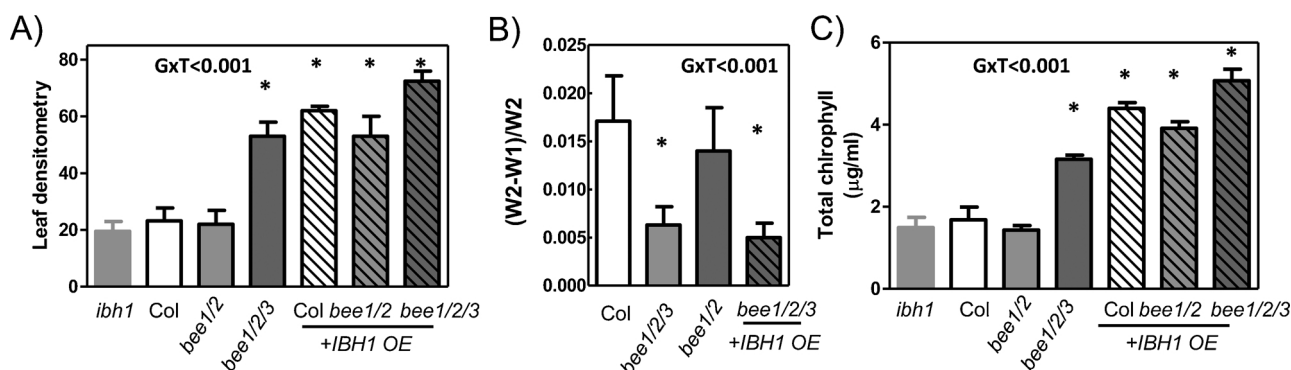 A)
Leaf densitometry
80
60
40
20
0
GxT<0.001
* * * * *
ibh1 Col bee1/2 bee1/2/3 Col bee1/2 bee1/2/3
+IBH1 OE
B)
(W2-W1)/W2
0.025
0.020
0.015
0.010
0.005
0.000
GxT<0.001
* *
Col bee1/2/3 bee1/2 bee1/2/3
+IBH1 OE
C)
Total chlrophyll
(μg/ml)
6
4
2
0
GxT<0.001
* * * *
ibh1 Col bee1/2 bee1/2/3 Col bee1/2 bee1/2/3
+IBH1 OE